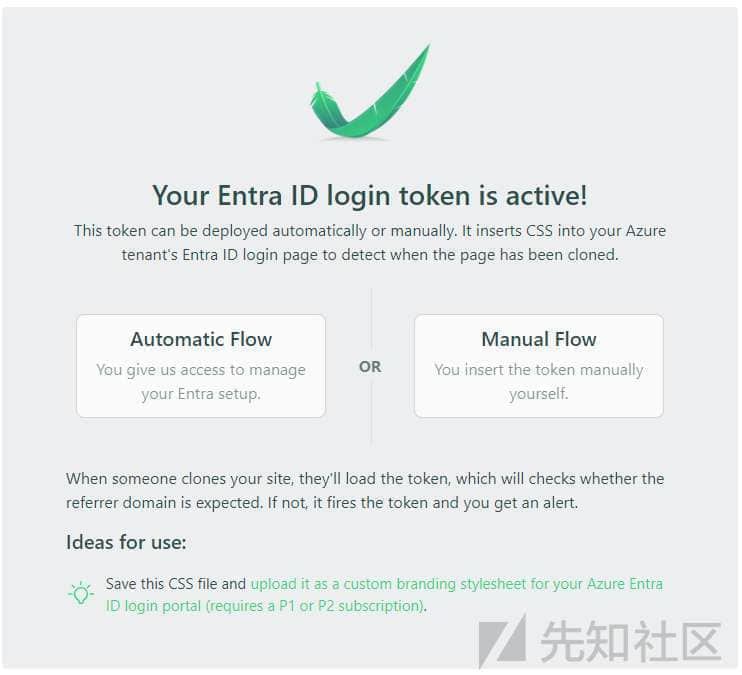 Your Entra ID login token is active!
This token can be deployed automatically or manually. It inserts CSS into your Azure
tenant's Entra ID login page to detect when the page has been cloned.
Automatic Flow
You give us access to manage
your Entra setup.
OR
Manual Flow
You insert the token manually
yourself.
When someone clones your site, they'll load the token, which will checks whether the
referrer domain is expected. If not, it fires the token and you get an alert.
Ideas for use:
Save this CSS file and upload it as a custom branding stylesheet for your Azure Entra
ID login portal (requires a P1 or P2 subscription).
先知社区